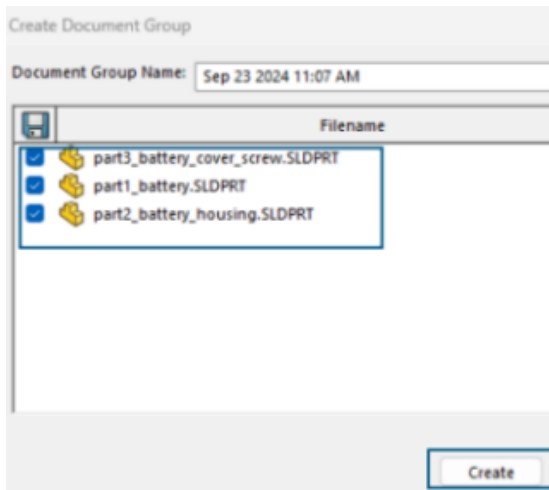 Create Document Group
Document Group Name: Sep 23 2024 11:07 AM
Filename
part3_battery_cover_screw.SLDPRT
part1_battery.SLDPRT
part2_battery_housing.SLDPRT
Create